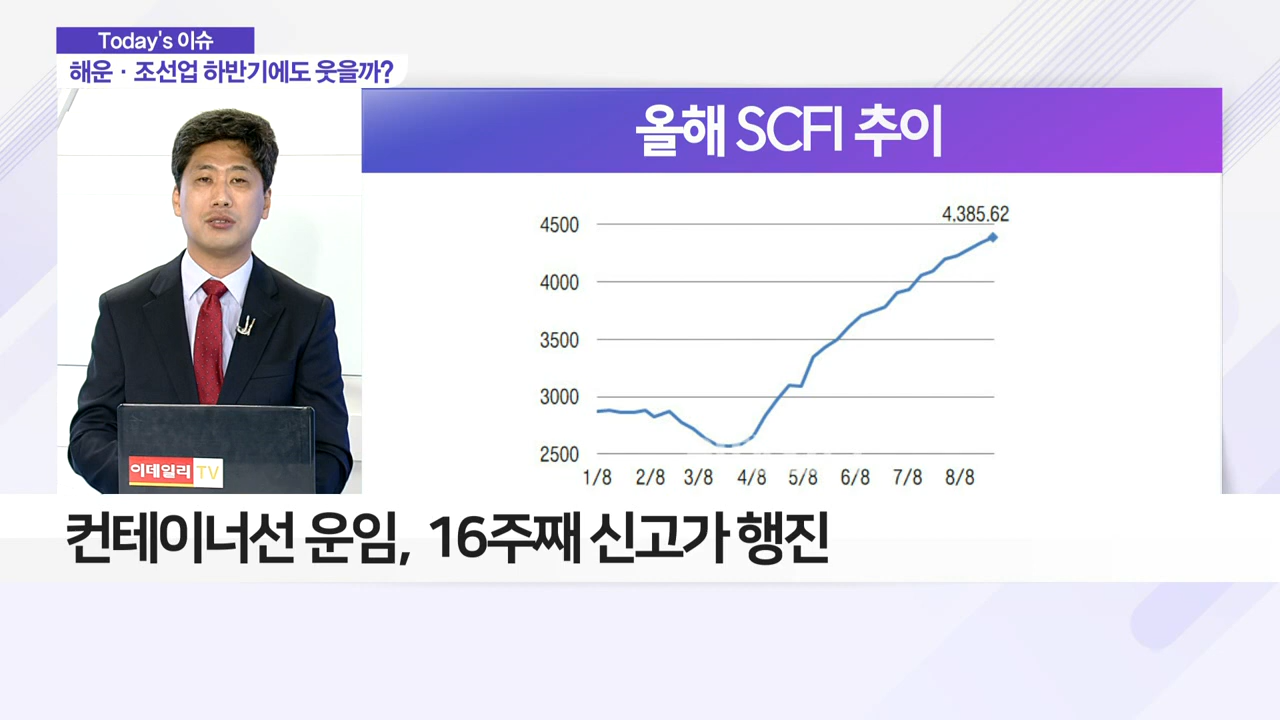 Today's 이슈
해운 · 조선업 하반기에도 웃을까?
올해 SCFI 추이
4,385.62
4500
4000
3500
3000
2500
1/8 2/8 3/8 4/8 5/8 6/8 7/8 8/8
이데일리 TV
컨테이너선 운임, 16주째 신고가 행진